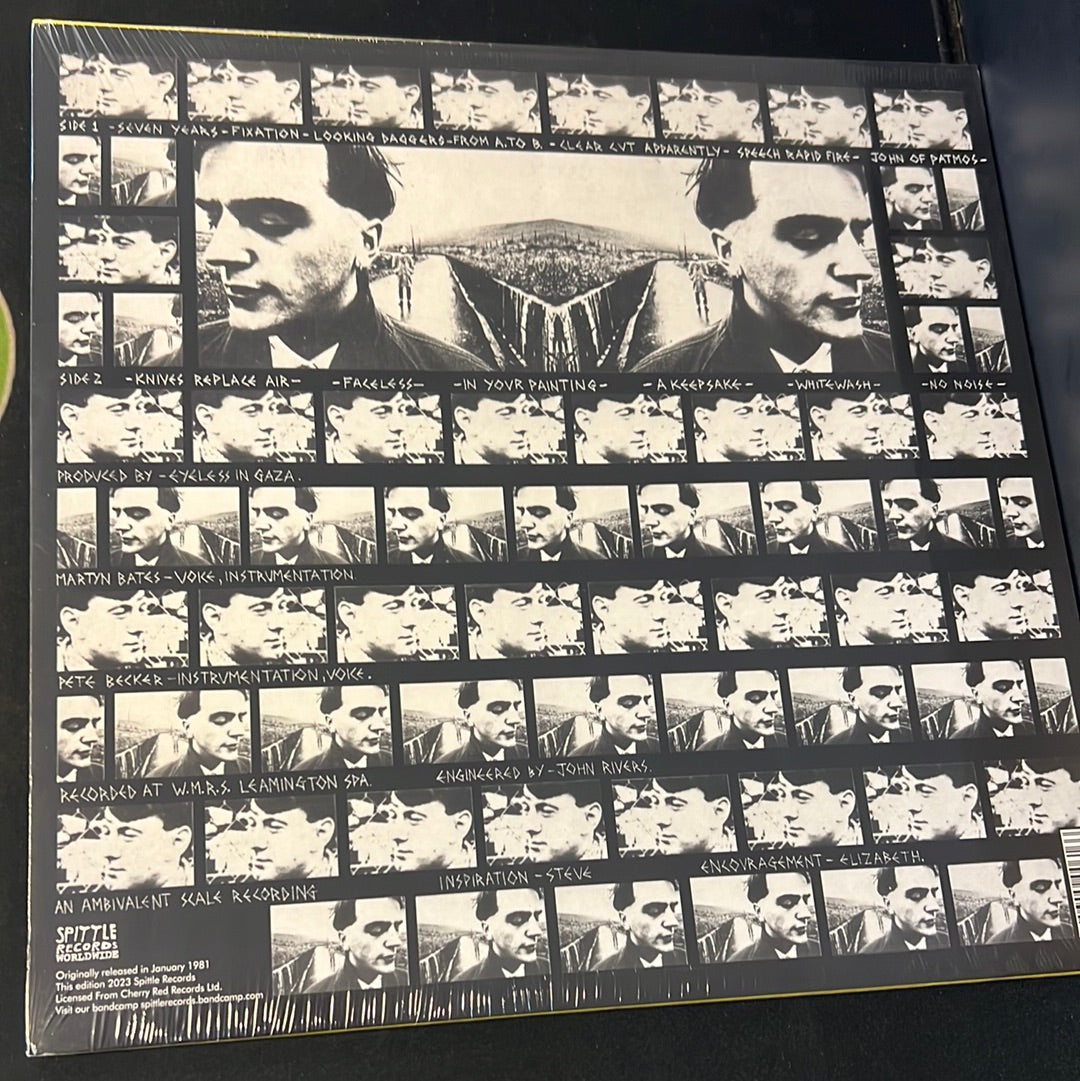 SIDE 1 -SEVEN YEARS-FIXATION-LOOKING DAGGERS-FROM A.TO B.-CLEAR CUT APPARENTLY-SPEECH RAPID FIRE-JOHN OF PATMOS-
SIDE 2 -KNIVES REPLACE AIR- -FACELESS- -IN YOUR PAINTING- -A KEEPSAKE- -WHITEWASH- -NO NOISE-
PRODUCED BY -EYELESS IN GAZA.
MARTYN BATES-VOICE, INSTRUMENTATION.
PETE BECKER-INSTRUMENTATION, VOICE.
RECORDED AT W.M.R.S. LEAMINGTON SPA. ENGINEERED BY-JOHN RIVERS.
AN AMBIVALENT SCALE RECORDING INSPIRATION-STEVE ENCOURAGEMENT-ELIZABETH.
SPITTLE
RECORDS
WORLDWIDE
Originally released in January 1981
This edition 2023 Spittle Records
Licensed From Cherry Red Records Ltd.
Visit our bandcamp spittlerecords.bandcamp.com